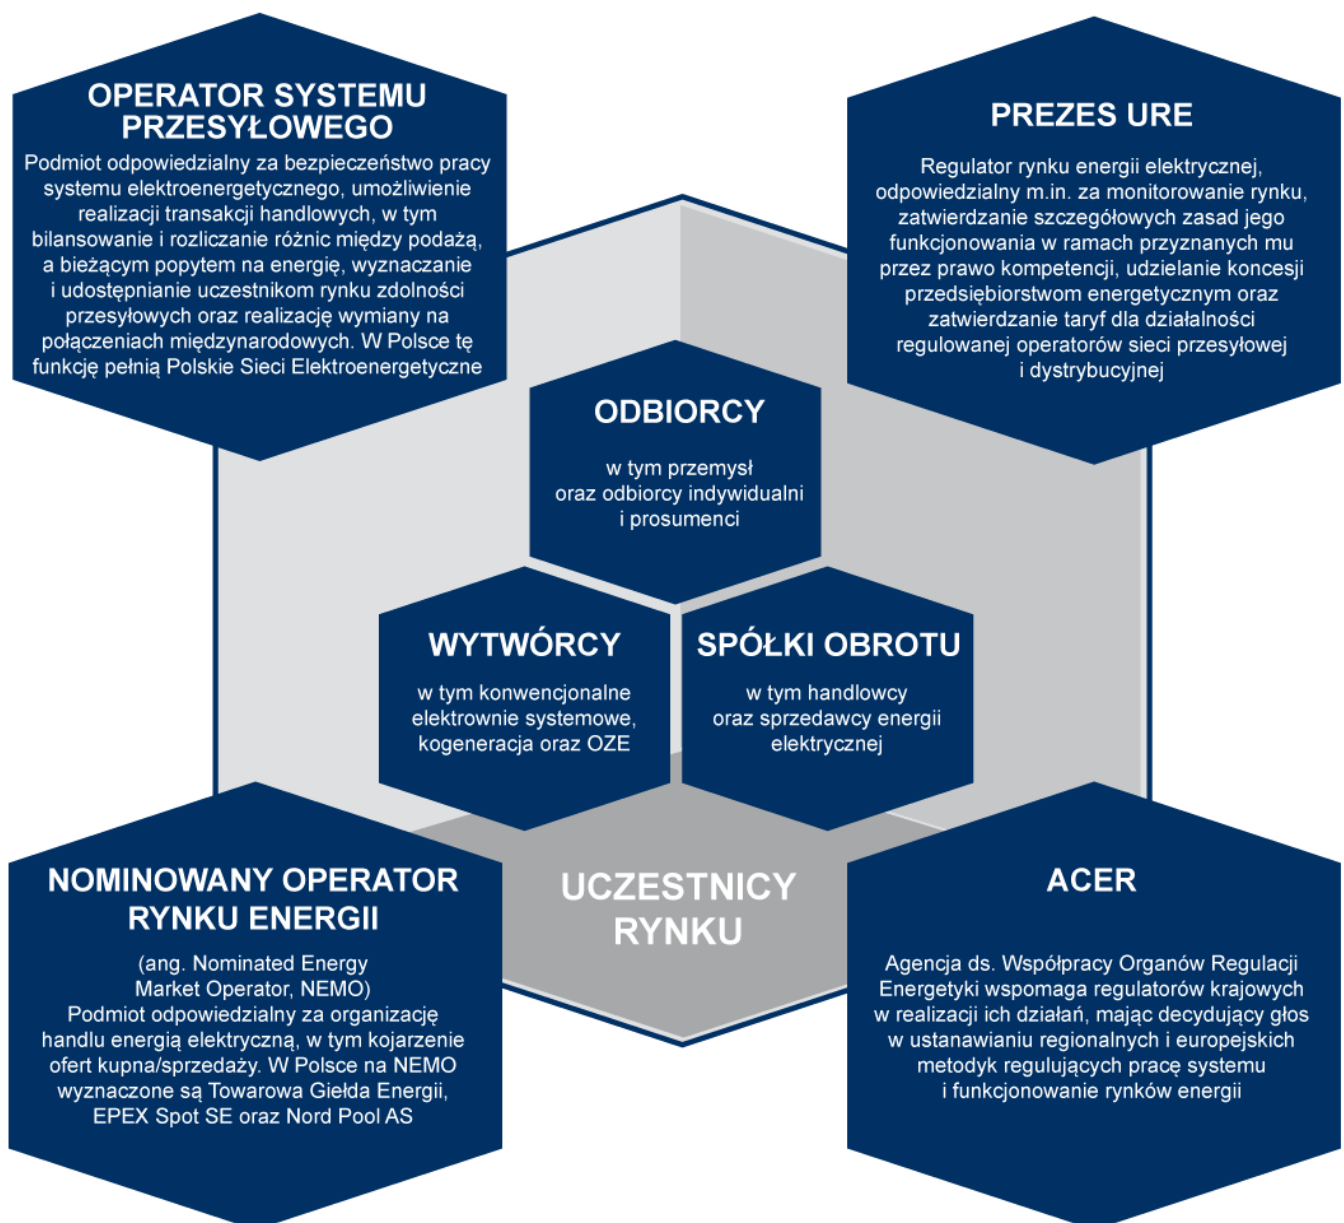 OPERATOR SYSTEMU
PRZESYŁOWEGO
Podmiot odpowiedzialny za bezpieczeństwo pracy
systemu elektroenergetycznego, umożliwienie
realizacji transakcji handlowych, w tym
bilansowanie i rozliczanie różnic między podażą,
a bieżącym popytem na energię, wyznaczanie
i udostępnianie uczestnikom rynku zdolności
przesyłowych oraz realizację wymiany na
połączeniach międzynarodowych. W Polsce tę
funkcję pełnią Polskie Sieci Elektroenergetyczne
PREZES URE
Regulator rynku energii elektrycznej,
odpowiedzialny m.in. za monitorowanie rynku,
zatwierdzanie szczegółowych zasad jego
funkcjonowania w ramach przyznanych mu
przez prawo kompetencji, udzielanie koncesji
przedsiębiorstwom energetycznym oraz
zatwierdzanie taryf dla działalności
regulowanej operatorów sieci przesyłowej
i dystrybucyjnej
ODBIORCY
w tym przemysł
oraz odbiorcy indywidualni
i prosumenci
WYTWÓRCY
w tym konwencjonalne
elektrownie systemowe,
kogeneracja oraz OZE
SPÓŁKI OBROTU
w tym handlowcy
oraz sprzedawcy energii
elektrycznej
NOMINOWANY OPERATOR
RYNKU ENERGII
(ang. Nominated Energy
Market Operator, NEMO)
Podmiot odpowiedzialny za organizację
handlu energią elektryczną, w tym kojarzenie
ofert kupna/sprzedaży. W Polsce na NEMO
wyznaczone są Towarowa Giełda Energii,
EPEX Spot SE oraz Nord Pool AS
UCZESTNICY
RYNKU
ACER
Agencja ds. Współpracy Organów Regulacji
Energetyki wspomaga regulatorów krajowych
w realizacji ich działań, mając decydujący głos
w ustanawianiu regionalnych i europejskich
metodyk regulujących pracę systemu
i funkcjonowanie rynków energii